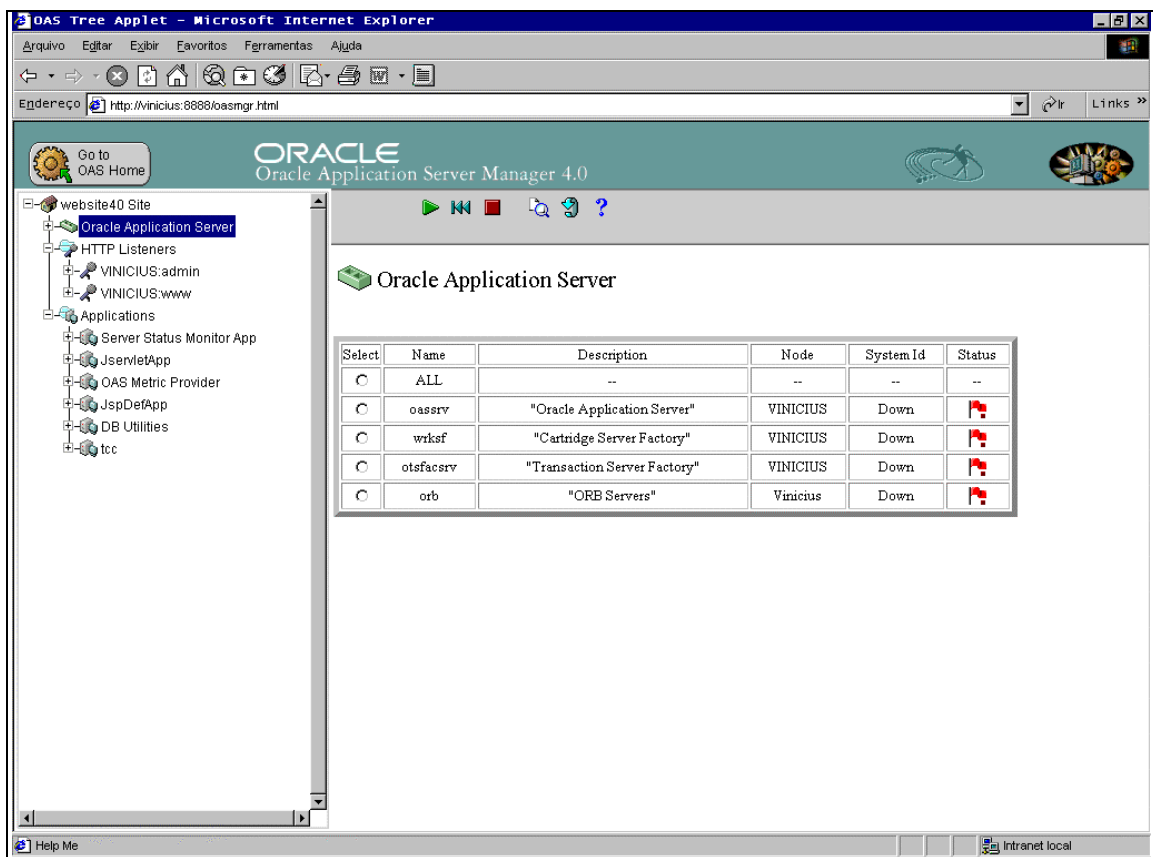 OAS Tree Applet - Microsoft Internet Explorer
Arquivo Editar Exibir Favoritos Ferramentas Ajuda
Endereço http://vinicius:8888/oasmgr.html Ir Links »
Go to
OAS Home
ORACLE
Oracle Application Server Manager 4.0
website40 Site
Oracle Application Server
HTTP Listeners
VINICIUS:admin
VINICIUS:www
Applications
Server Status Monitor App
JservletApp
OAS Metric Provider
JspDefApp
DB Utilities
tcc
Oracle Application Server
Select Name Description Node System Id Status
ALL -- -- -- --
oassrv "Oracle Application Server" VINICIUS Down
wrksf "Cartridge Server Factory" VINICIUS Down
otsfacsrv "Transaction Server Factory" VINICIUS Down
orb "ORB Servers" Vinicius Down
Help Me Intranet local